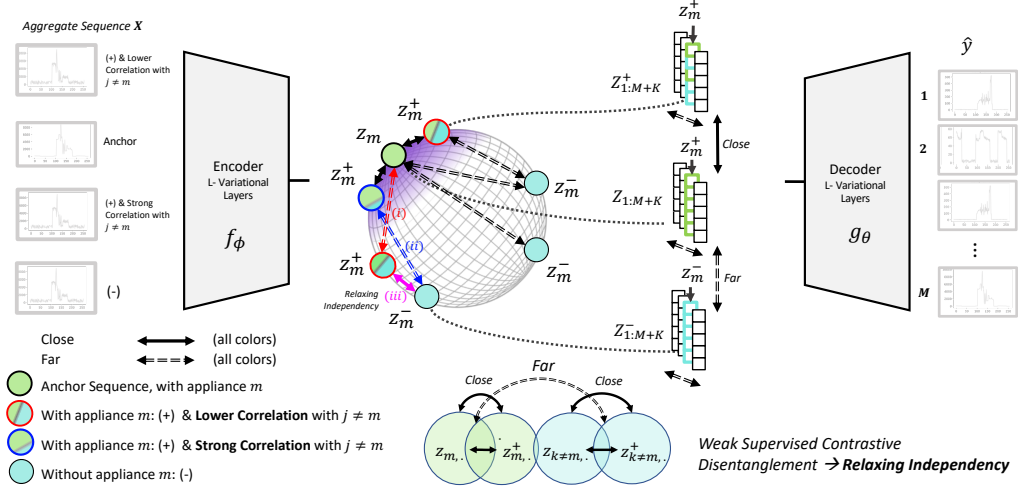 Aggregate Sequence X
(+) & Lower
Correlation with
j ≠ m
Anchor
(+) & Strong
Correlation with
j ≠ m
(-)
Encoder
L- Variational
Layers
f_ϕ
z_m^+
z_m
z_m^+
(i)
(ii)
z_m^+
(iii)
Relaxing
Independency
z_m^-
z_m^-
z_m^-
z_m^+
Z_{1:M+K}^+
Close
z_m^+
Z_{1:M+K}
Far
z_m^-
Z_{1:M+K}^-
Decoder
L- Variational
Layers
g_θ
ŷ
1
2
⋮
M
Close (all colors)
Far (all colors)
Anchor Sequence, with appliance m
With appliance m: (+) & Lower Correlation with j ≠ m
With appliance m: (+) & Strong Correlation with j ≠ m
Without appliance m: (-)
Far
Close
Close
z_{m,.}
z_{m,.}^+
z_{k≠m,.}
z_{k≠m,.}^+
Weak Supervised Contrastive
Disentanglement → Relaxing Independency